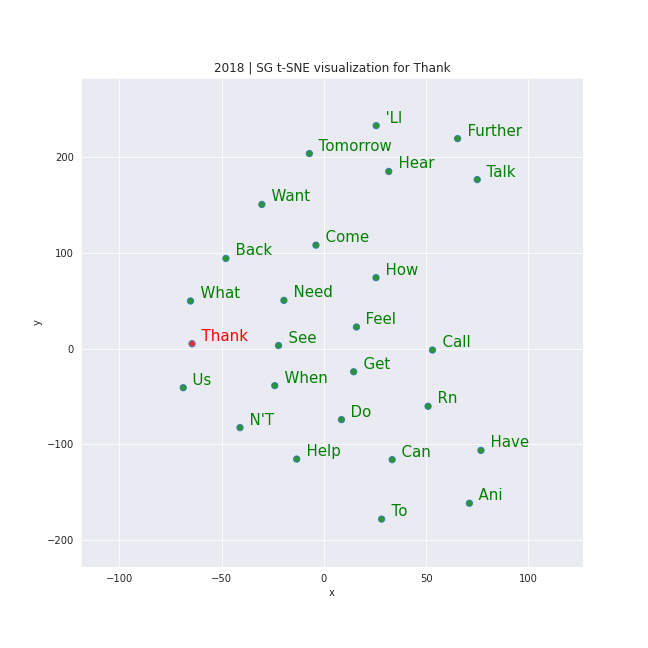 2018 | SG t-SNE visualization for Thank
'Ll
Further
Tomorrow
Hear
Talk
Want
Come
Back
How
What
Need
Feel
Thank
See
Call
Get
Us
When
Rn
N'T
Do
Have
Help
Can
Ani
To
200
100
0
−100
−200
y
−100
−50
0
50
100
x